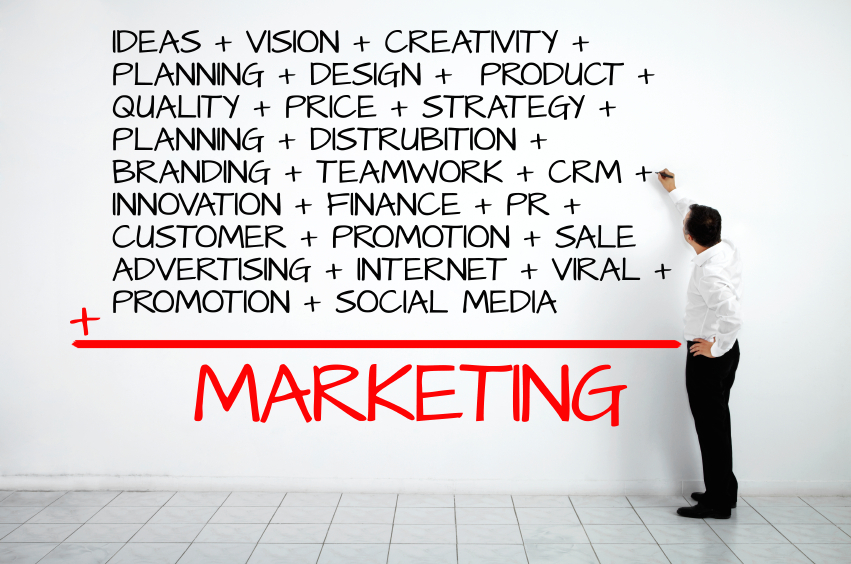 IDEAS + VISION + CREATIVITY +
PLANNING + DESIGN + PRODUCT +
QUALITY + PRICE + STRATEGY +
PLANNING + DISTRUBITION +
BRANDING + TEAMWORK + CRM +
INNOVATION + FINANCE + PR +
CUSTOMER + PROMOTION + SALE
ADVERTISING + INTERNET + VIRAL +
PROMOTION + SOCIAL MEDIA
+
MARKETING